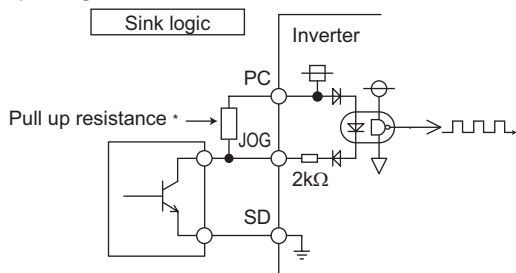 Sink logic
Inverter
PC
Pull up resistance *
JOG
2kΩ
SD